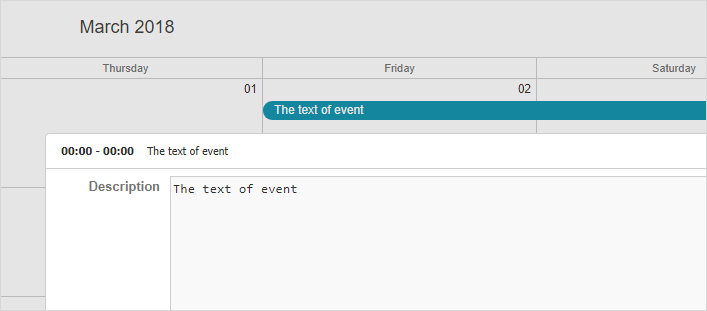 March 2018
Thursday Friday Saturday
01 02
The text of event
00:00 - 00:00 The text of event
Description The text of event